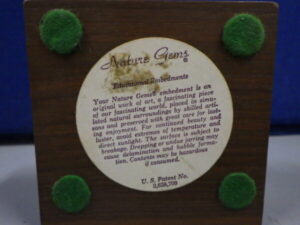 Nature Gems
®
Educational Embedments
Your Nature Gems® embedment is an
original work of art, a fascinating piece
of our fascinating world, placed in simu-
lated natural surroundings by skilled arti-
sans and preserved with great care for last-
ing enjoyment. For continued beauty and
luster, avoid extremes of temperature and
direct sunlight. The surface is subject to
breakage. Dropping or undue jarring may
cause delamination and bubble forma-
tion. Contents may be hazardous
if consumed.
U. S. Patent No.